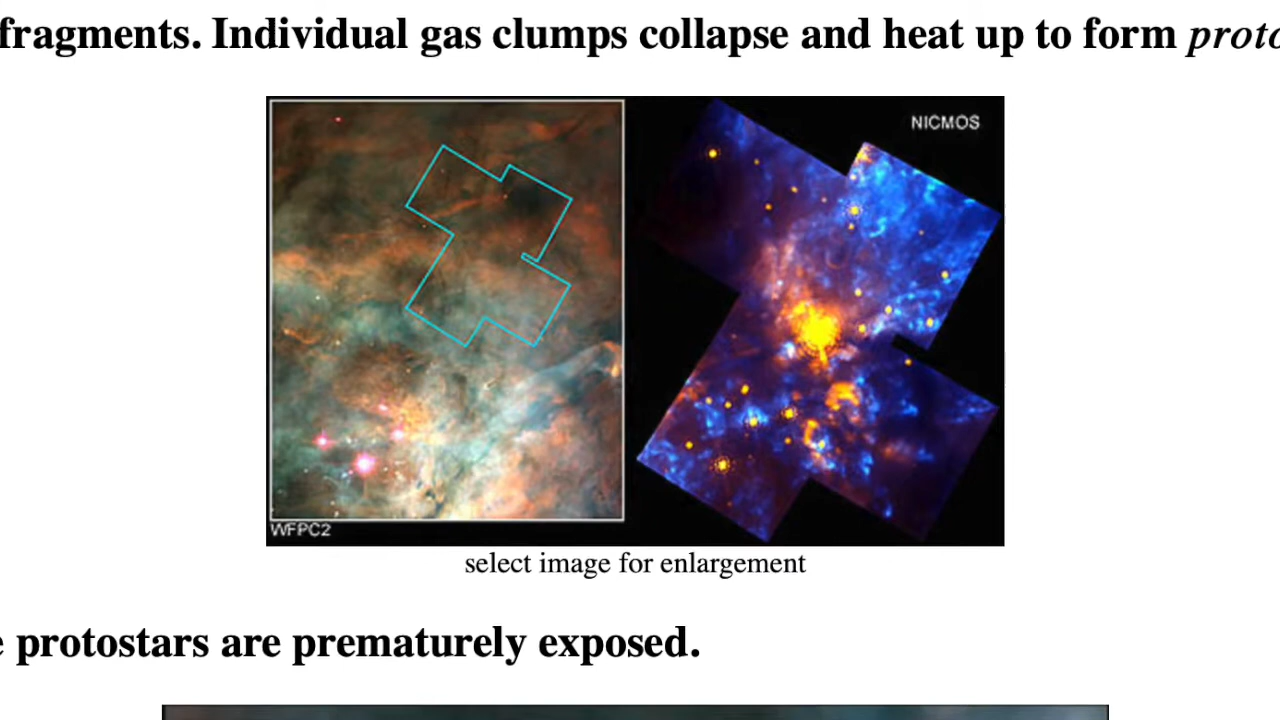 fragments. Individual gas clumps collapse and heat up to form
NICMOS
WFPC2
select image for enlargement
protostars are prematurely exposed.